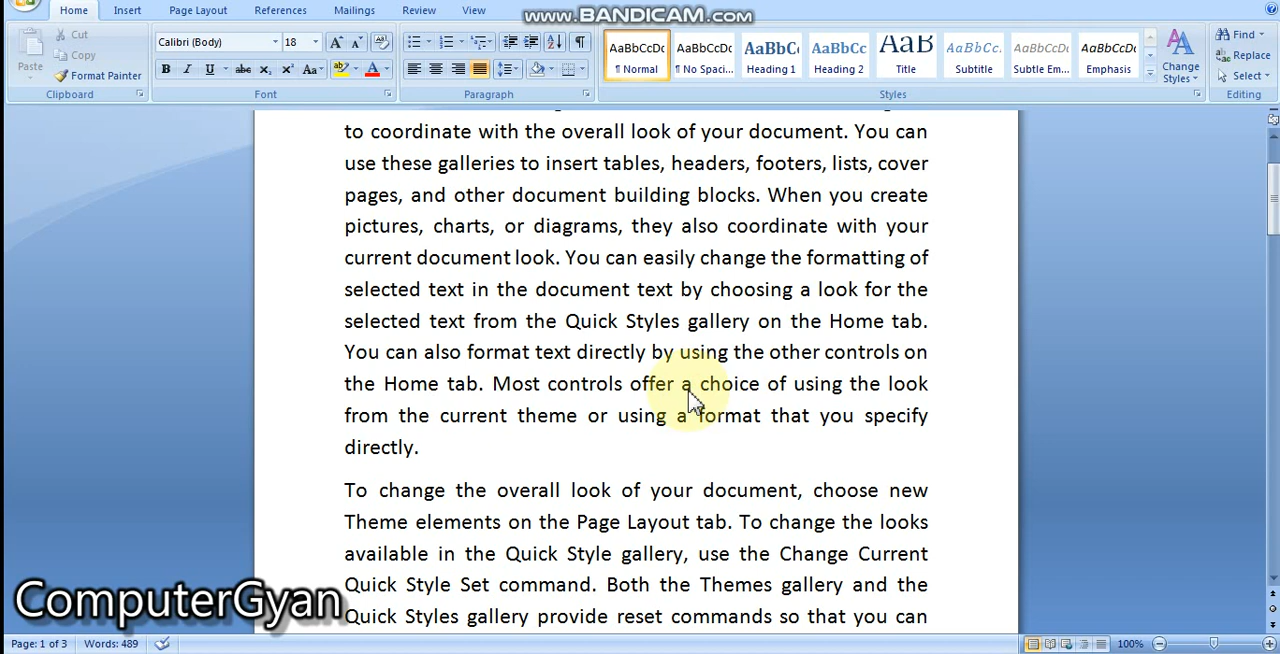 Home Insert Page Layout References Mailings Review View
www.BANDICAM.com
Paste
Cut
Copy
Format Painter
Clipboard
Calibri (Body) 18
B I U abc X₂ X² Aa
Font
Paragraph
AaBbCcDc AaBbCcDc AaBbC AaBbCc AaB AaBbCc. AaBbCcDc AaBbCcDc
¶ Normal ¶ No Spaci... Heading 1 Heading 2 Title Subtitle Subtle Em... Emphasis
Change
Styles
Styles
Find
Replace
Select
Editing
to coordinate with the overall look of your document. You can
use these galleries to insert tables, headers, footers, lists, cover
pages, and other document building blocks. When you create
pictures, charts, or diagrams, they also coordinate with your
current document look. You can easily change the formatting of
selected text in the document text by choosing a look for the
selected text from the Quick Styles gallery on the Home tab.
You can also format text directly by using the other controls on
the Home tab. Most controls offer a choice of using the look
from the current theme or using a format that you specify
directly.
To change the overall look of your document, choose new
Theme elements on the Page Layout tab. To change the looks
available in the Quick Style gallery, use the Change Current
Quick Style Set command. Both the Themes gallery and the
Quick Styles gallery provide reset commands so that you can
ComputerGyan
Page: 1 of 3 Words: 489 100%